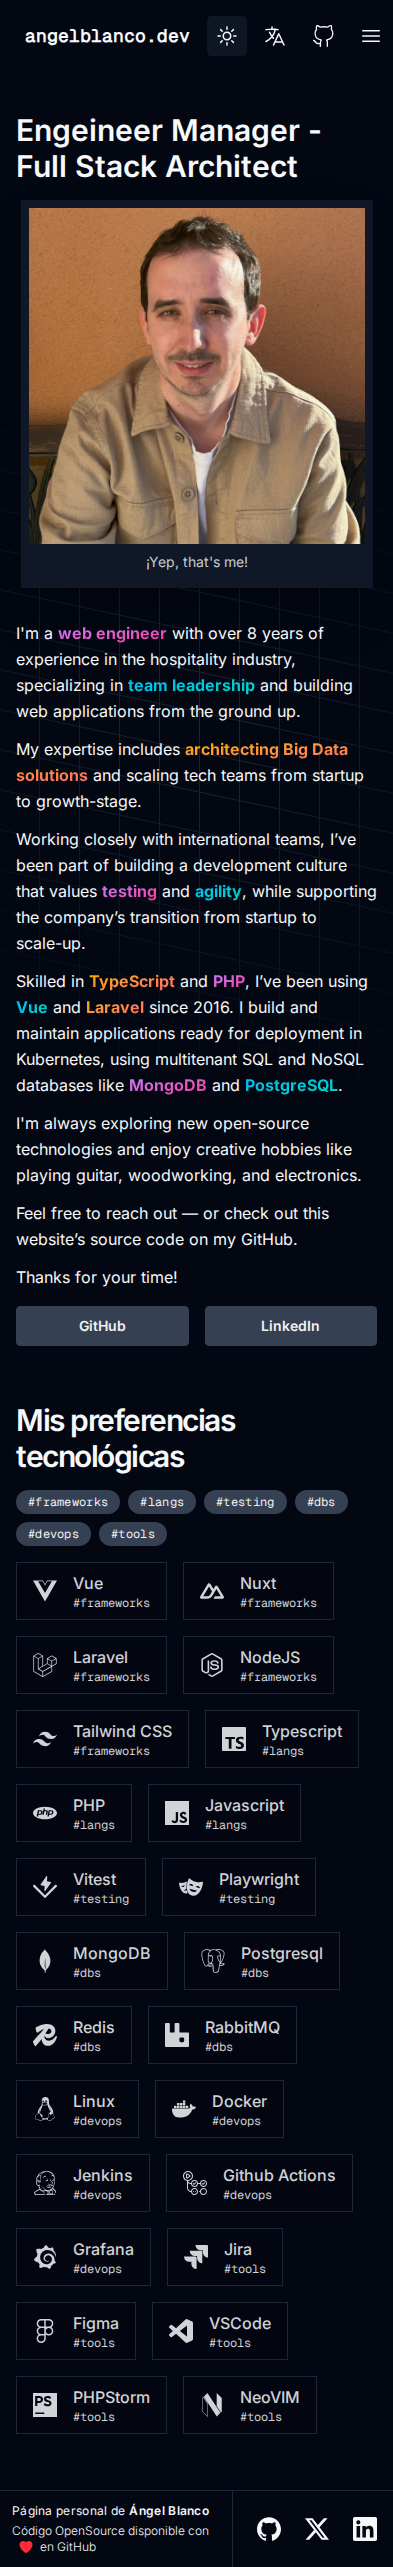 angelblanco.dev
Engeineer Manager -
Full Stack Architect
¡Yep, that's me!
I'm a web engineer with over 8 years of
experience in the hospitality industry,
specializing in team leadership and building
web applications from the ground up.
My expertise includes architecting Big Data
solutions and scaling tech teams from startup
to growth-stage.
Working closely with international teams, I’ve
been part of building a development culture
that values testing and agility, while supporting
the company’s transition from startup to
scale-up.
Skilled in TypeScript and PHP, I’ve been using
Vue and Laravel since 2016. I build and
maintain applications ready for deployment in
Kubernetes, using multitenant SQL and NoSQL
databases like MongoDB and PostgreSQL.
I'm always exploring new open-source
technologies and enjoy creative hobbies like
playing guitar, woodworking, and electronics.
Feel free to reach out — or check out this
website’s source code on my GitHub.
Thanks for your time!
GitHub LinkedIn
Mis preferencias
tecnológicas
#frameworks #langs #testing #dbs
#devops #tools
Vue Nuxt
#frameworks #frameworks
Laravel NodeJS
#frameworks #frameworks
Tailwind CSS TS Typescript
#frameworks #langs
php PHP JS Javascript
#langs #langs
Vitest Playwright
#testing #testing
MongoDB Postgresql
#dbs #dbs
Redis RabbitMQ
#dbs #dbs
Linux Docker
#devops #devops
Jenkins Github Actions
#devops #devops
Grafana Jira
#devops #tools
Figma VSCode
#tools #tools
PS PHPStorm NeoVIM
#tools #tools
Página personal de Ángel Blanco
Código OpenSource disponible con
❤️ en GitHub